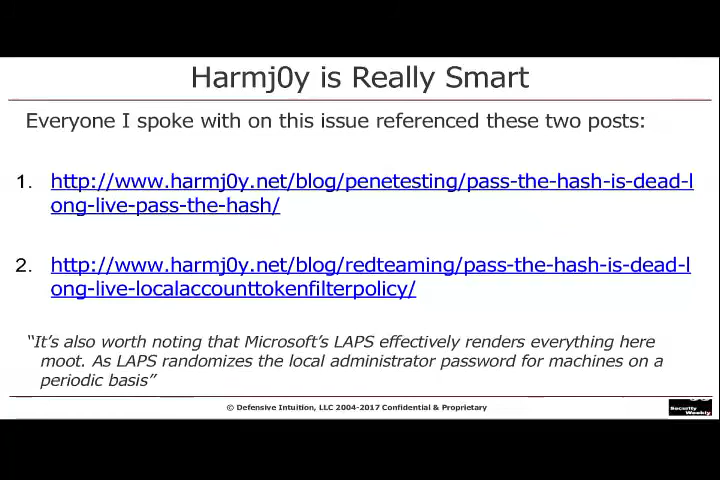 Harmj0y is Really Smart
Everyone I spoke with on this issue referenced these two posts:
1. http://www.harmj0y.net/blog/penetesting/pass-the-hash-is-dead-l
ong-live-pass-the-hash/
2. http://www.harmj0y.net/blog/redteaming/pass-the-hash-is-dead-l
ong-live-localaccounttokenfilterpolicy/
“It’s also worth noting that Microsoft’s LAPS effectively renders everything here
moot. As LAPS randomizes the local administrator password for machines on a
periodic basis”
© Defensive Intuition, LLC 2004-2017 Confidential & Proprietary
Security
Weekly